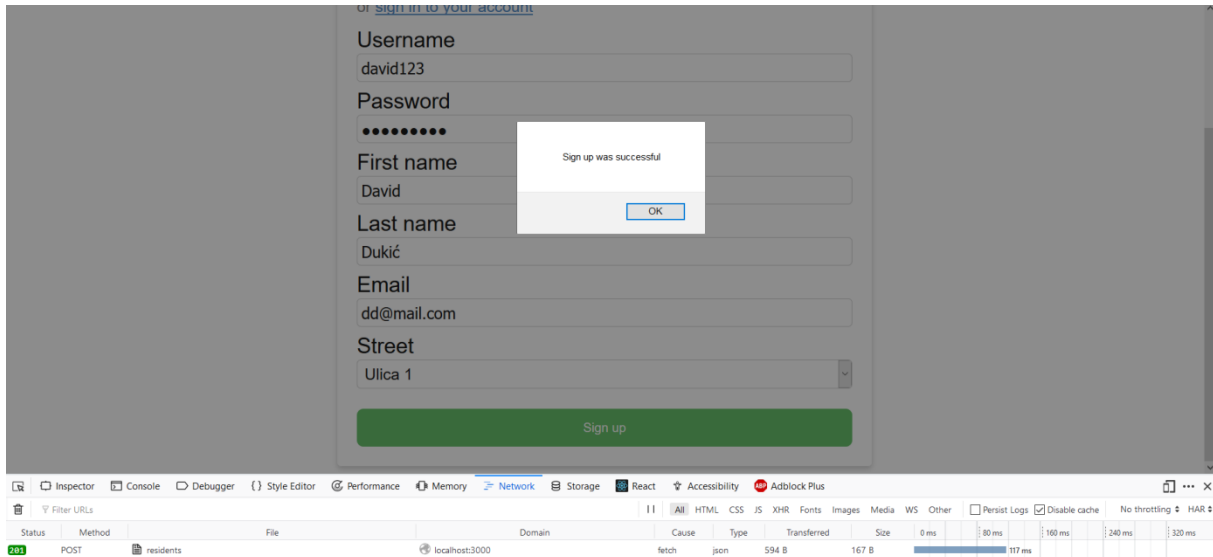 or sign in to your account
Username
david123
Password
●●●●●●●●●
First name
David
Last name
Dukić
Email
dd@mail.com
Street
Ulica 1
Sign up
Sign up was successful
OK
Inspector Console Debugger {} Style Editor Performance Memory Network Storage React Accessibility ABP Adblock Plus
Filter URLs All HTML CSS JS XHR Fonts Images Media WS Other Persist Logs Disable cache No throttling HAR
Status Method File Domain Cause Type Transferred Size 0 ms 80 ms 160 ms 240 ms 320 ms
201 POST residents localhost:3000 fetch json 594 B 167 B 117 ms